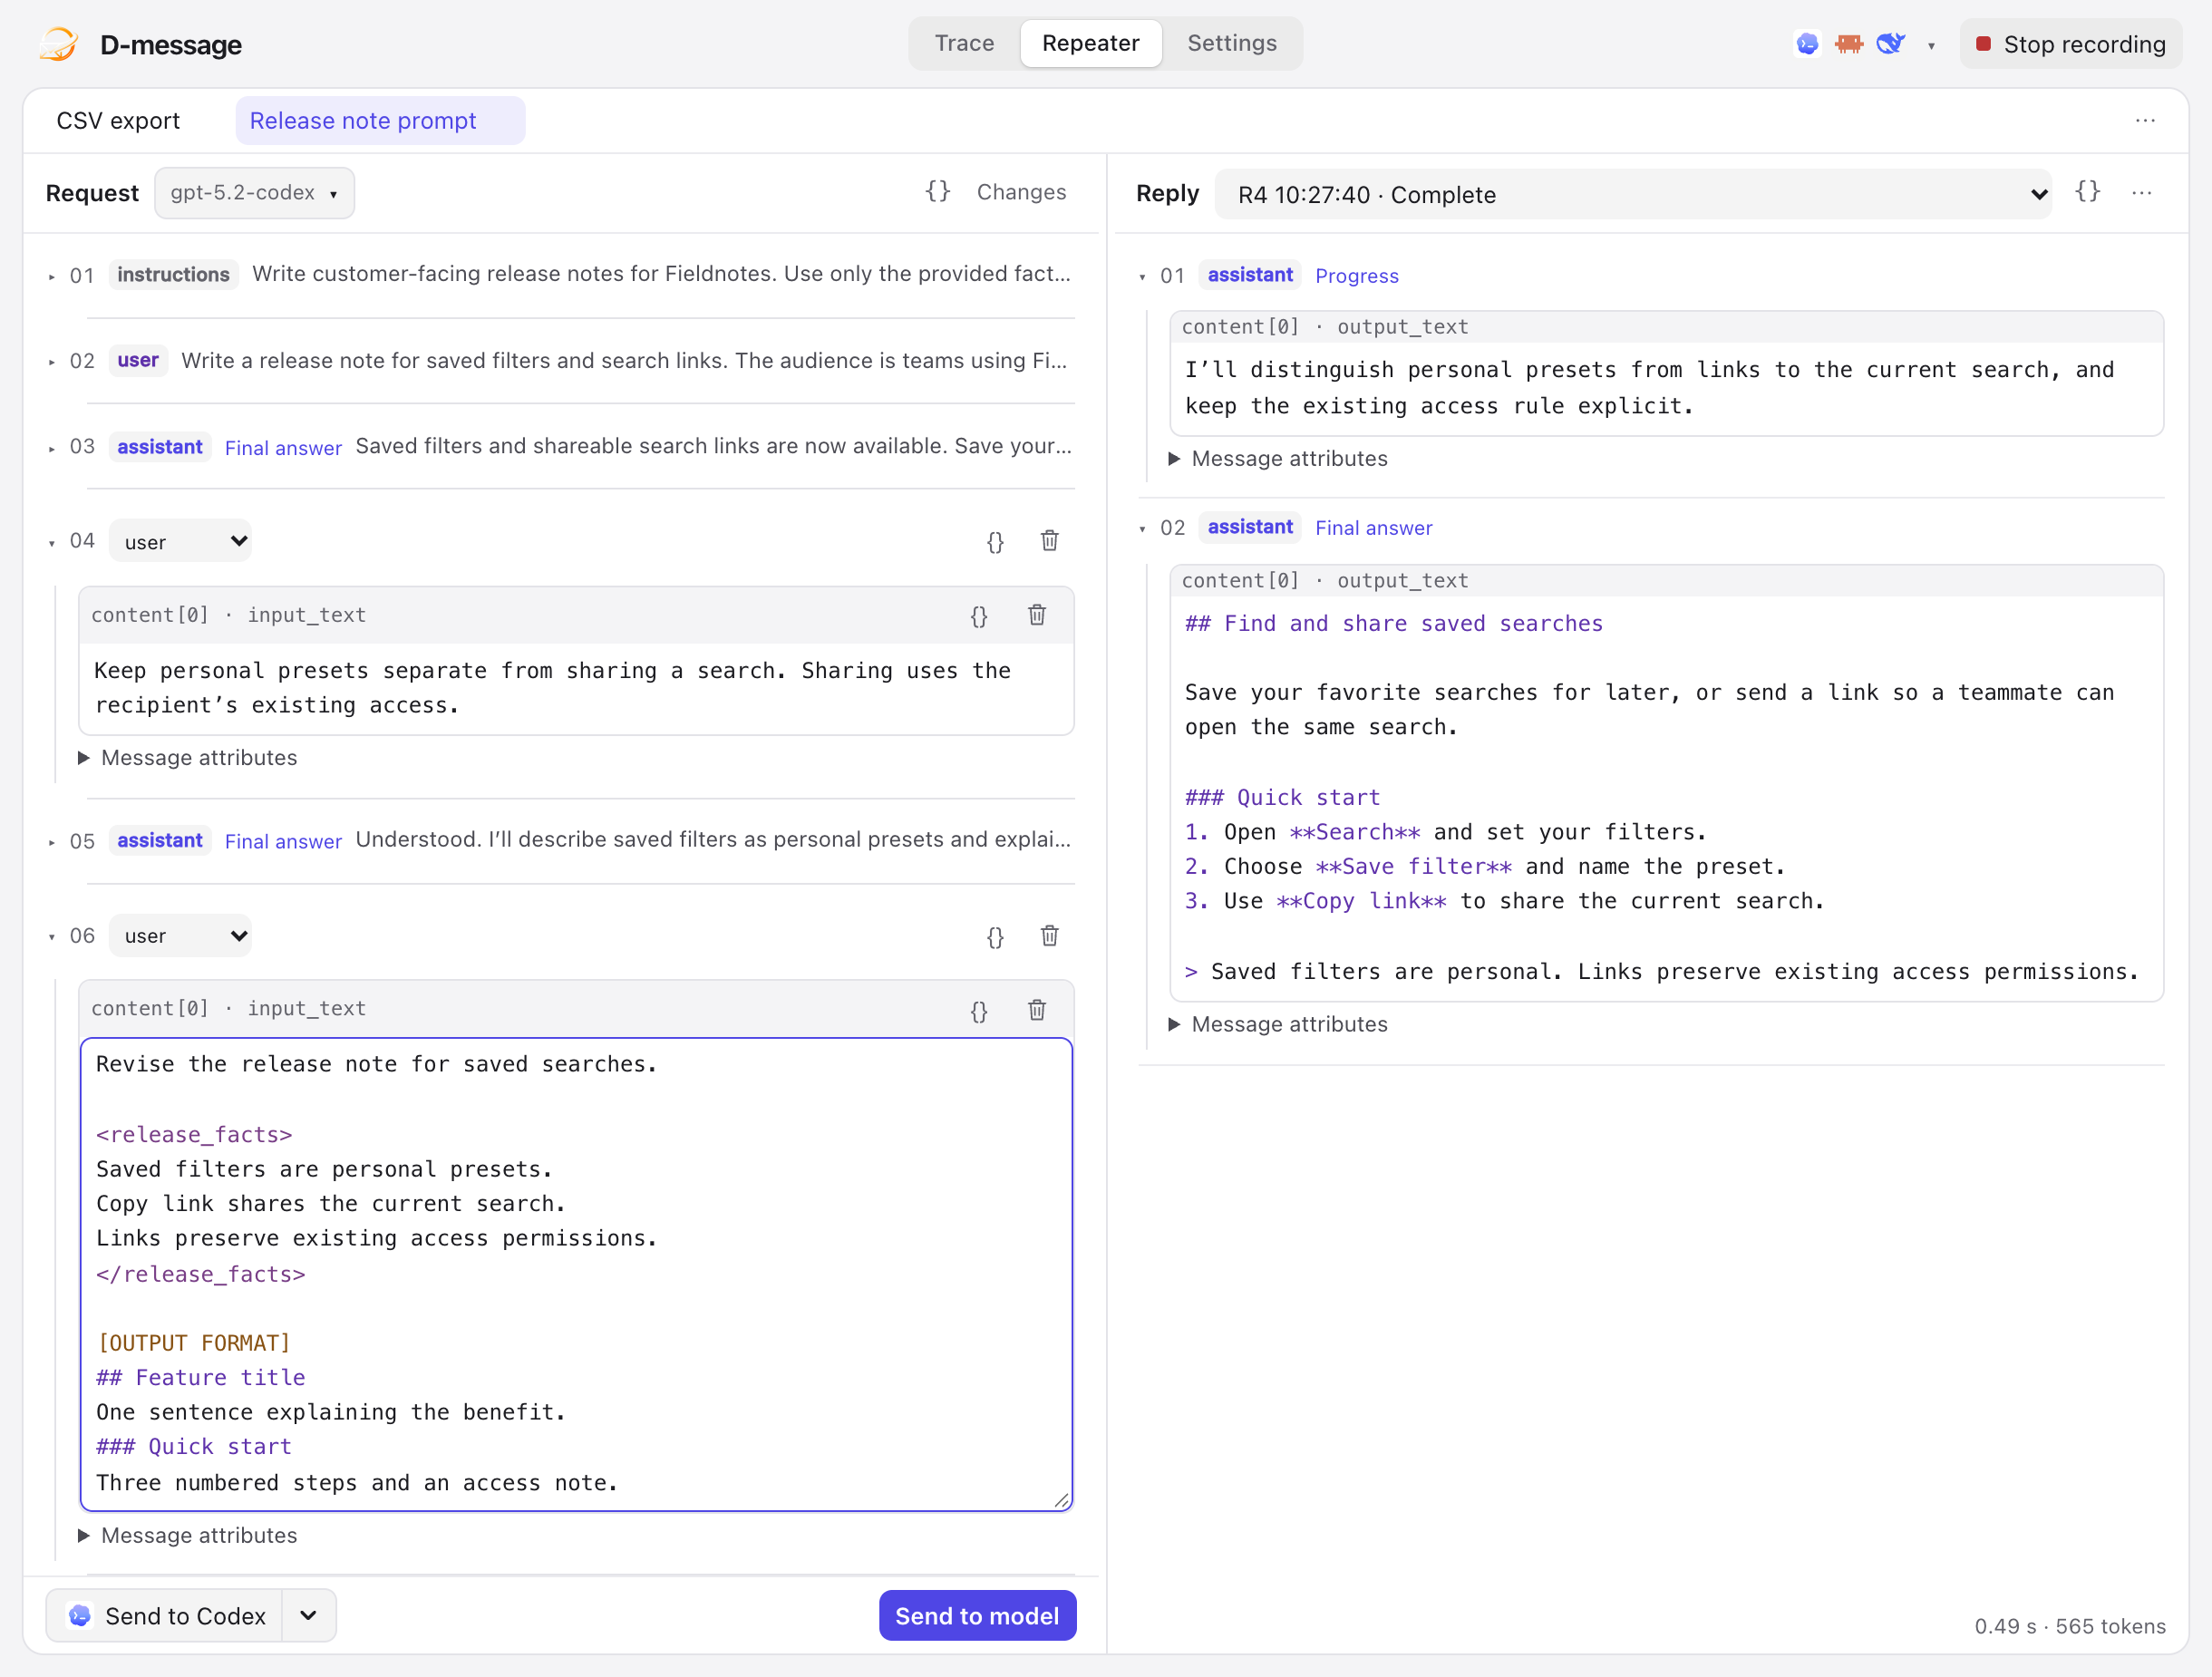 D-message
Trace
Repeater
Settings
Stop recording
CSV export
Release note prompt
...
Request
gpt-5.2-codex
{}
Changes
01 instructions Write customer-facing release notes for Fieldnotes. Use only the provided fact...
02 user Write a release note for saved filters and search links. The audience is teams using Fi...
03 assistant Final answer Saved filters and shareable search links are now available. Save your...
04 user
{}
content[0] · input_text
{}
Keep personal presets separate from sharing a search. Sharing uses the
recipient’s existing access.
Message attributes
05 assistant Final answer Understood. I’ll describe saved filters as personal presets and explai...
06 user
{}
content[0] · input_text
{}
Revise the release note for saved searches.
<release_facts>
Saved filters are personal presets.
Copy link shares the current search.
Links preserve existing access permissions.
</release_facts>
[OUTPUT FORMAT]
## Feature title
One sentence explaining the benefit.
### Quick start
Three numbered steps and an access note.
Message attributes
Send to Codex
Send to model
Reply
R4 10:27:40 · Complete
{}
...
01 assistant Progress
content[0] · output_text
I’ll distinguish personal presets from links to the current search, and
keep the existing access rule explicit.
Message attributes
02 assistant Final answer
content[0] · output_text
## Find and share saved searches
Save your favorite searches for later, or send a link so a teammate can
open the same search.
### Quick start
1. Open **Search** and set your filters.
2. Choose **Save filter** and name the preset.
3. Use **Copy link** to share the current search.
> Saved filters are personal. Links preserve existing access permissions.
Message attributes
0.49 s · 565 tokens